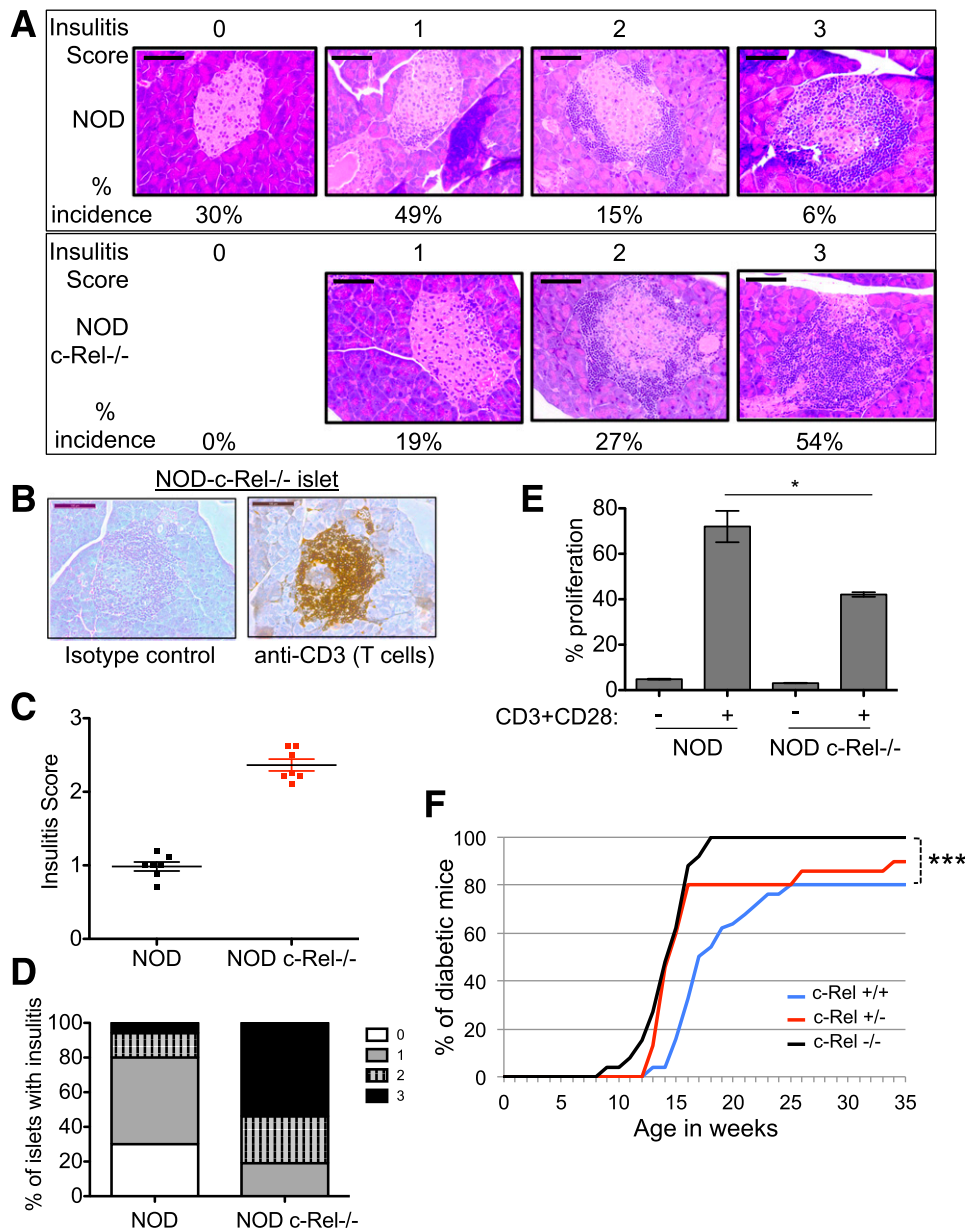 A
Insulitis Score 0 1 2 3
NOD
% incidence 30% 49% 15% 6%
Insulitis Score 0 1 2 3
NOD c-Rel-/-
% incidence 0% 19% 27% 54%
B
NOD-c-Rel-/- islet
Isotype control anti-CD3 (T cells)
C
Insulitis Score
3
2
1
0
NOD NOD c-Rel-/-
D
% of islets with insulitis
100
80
60
40
20
0
NOD NOD c-Rel-/-
0
1
2
3
E
% proliferation
80
60
40
20
0
*
CD3+CD28: - + - +
NOD NOD c-Rel-/-
F
% of diabetic mice
100
80
60
40
20
0
0 5 10 15 20 25 30 35
Age in weeks
c-Rel +/+
c-Rel +/-
c-Rel -/-
***